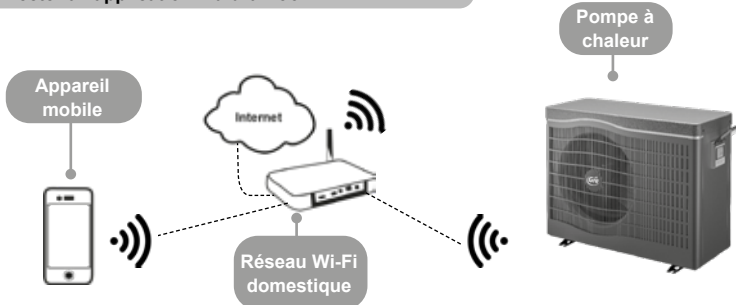 Pompe à
chaleur
Appareil
mobile
Internet
Réseau Wi-Fi
domestique